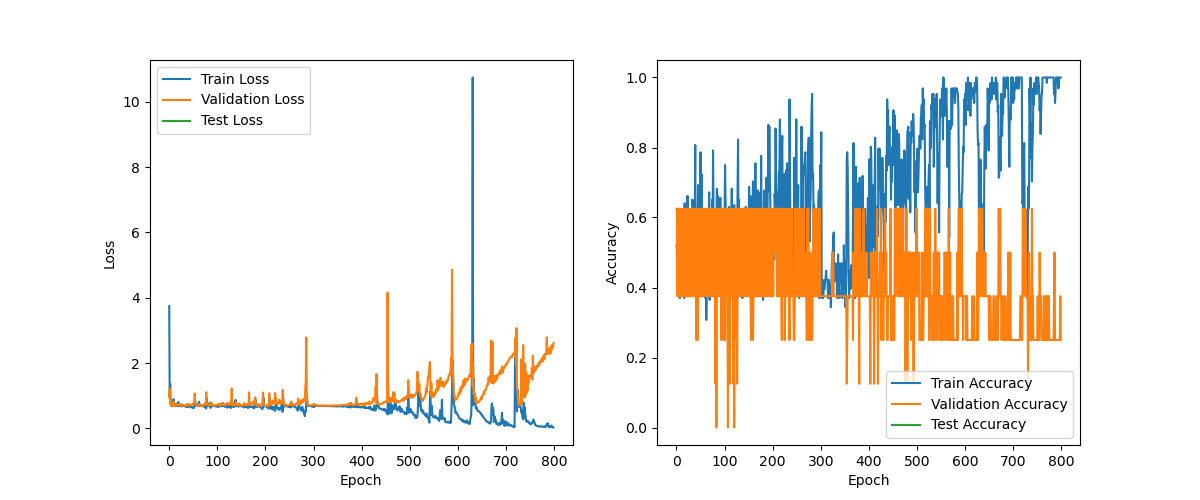 Train Loss
Validation Loss
Test Loss
Loss
10
8
6
4
2
0
0 100 200 300 400 500 600 700 800
Epoch
Train Accuracy
Validation Accuracy
Test Accuracy
Accuracy
1.0
0.8
0.6
0.4
0.2
0.0
0 100 200 300 400 500 600 700 800
Epoch